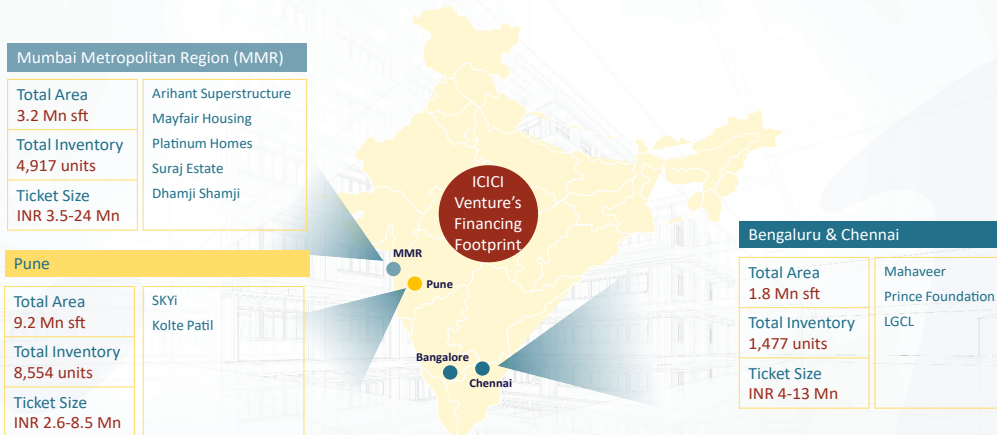 Mumbai Metropolitan Region (MMR)
Total Area
3.2 Mn sft
Total Inventory
4,917 units
Ticket Size
INR 3.5-24 Mn
Arihant Superstructure
Mayfair Housing
Platinum Homes
Suraj Estate
Dhamji Shamji
Pune
Total Area
9.2 Mn sft
Total Inventory
8,554 units
Ticket Size
INR 2.6-8.5 Mn
SKYi
Kolte Patil
ICICI
Venture's
Financing
Footprint
MMR
Pune
Bangalore
Chennai
Bengaluru & Chennai
Total Area
1.8 Mn sft
Total Inventory
1,477 units
Ticket Size
INR 4-13 Mn
Mahaveer
Prince Foundation
LGCL